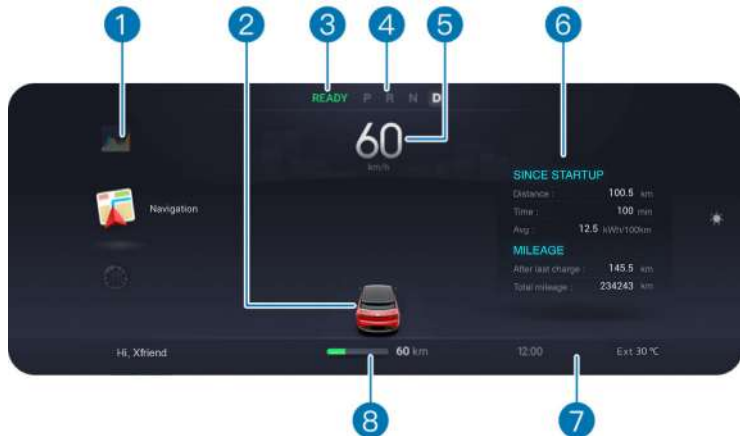 1 2 3 4 5 6
READY P R N D
60
km/h
SINCE STARTUP
Distance : 100.5 km
Time : 100 min
Avg : 12.5 kWh/100km
Navigation
MILEAGE
After last charge : 145.5 km
Total mileage : 234243 km
Hi, Xfriend 60 km 12:00 Ext 30 ℃
8 7